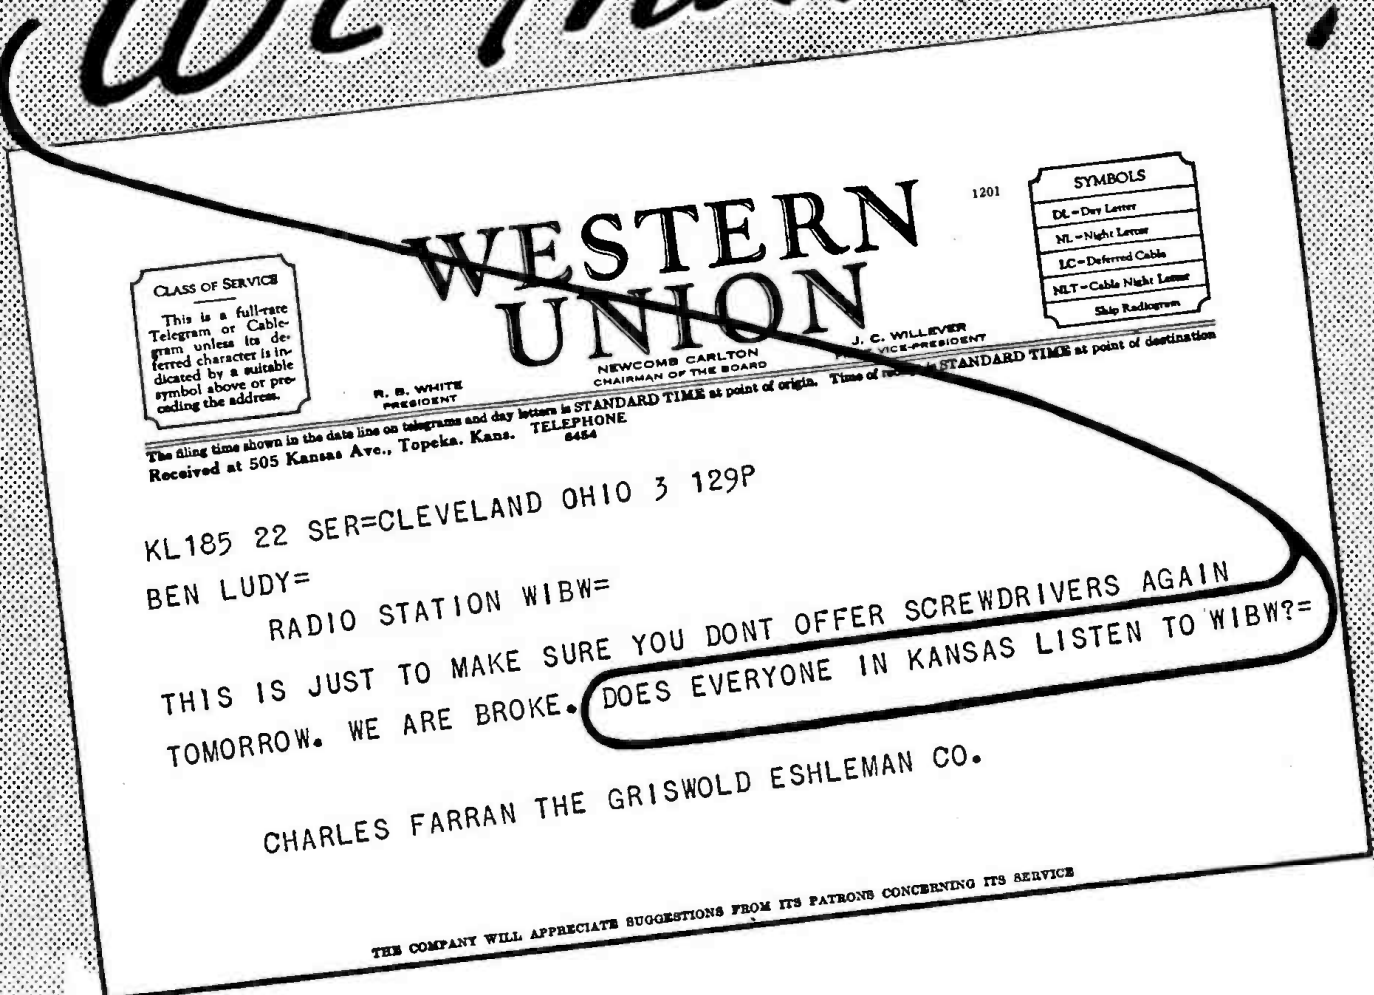 We
WESTERN
UNION
1201
SYMBOLS
DL=Day Letter
NL=Night Letter
LC=Deferred Cable
NLT=Cable Night Letter
Ship Radiogram
CLASS OF SERVICE
This is a full-rate
Telegram or Cable-
gram unless its de-
ferred character is in-
dicated by a suitable
symbol above or pre-
ceding the address.
R. B. WHITE
PRESIDENT
NEWCOMB CARLTON
CHAIRMAN OF THE BOARD
J. C. WILLEVER
VICE-PRESIDENT
The filing time shown in the date line on telegrams and day letters is STANDARD TIME at point of origin. Time of is STANDARD TIME at point of destination
Received at 505 Kansas Ave., Topeka, Kans. TELEPHONE
6454
KL185 22 SER=CLEVELAND OHIO 3 129P
BEN LUDY=
RADIO STATION WIBW=
THIS IS JUST TO MAKE SURE YOU DONT OFFER SCREWDRIVERS AGAIN
TOMORROW. WE ARE BROKE. DOES EVERYONE IN KANSAS LISTEN TO WIBW?=
CHARLES FARRAN THE GRISWOLD ESHLEMAN CO.
THE COMPANY WILL APPRECIATE SUGGESTIONS FROM ITS PATRONS CONCERNING ITS SERVICE